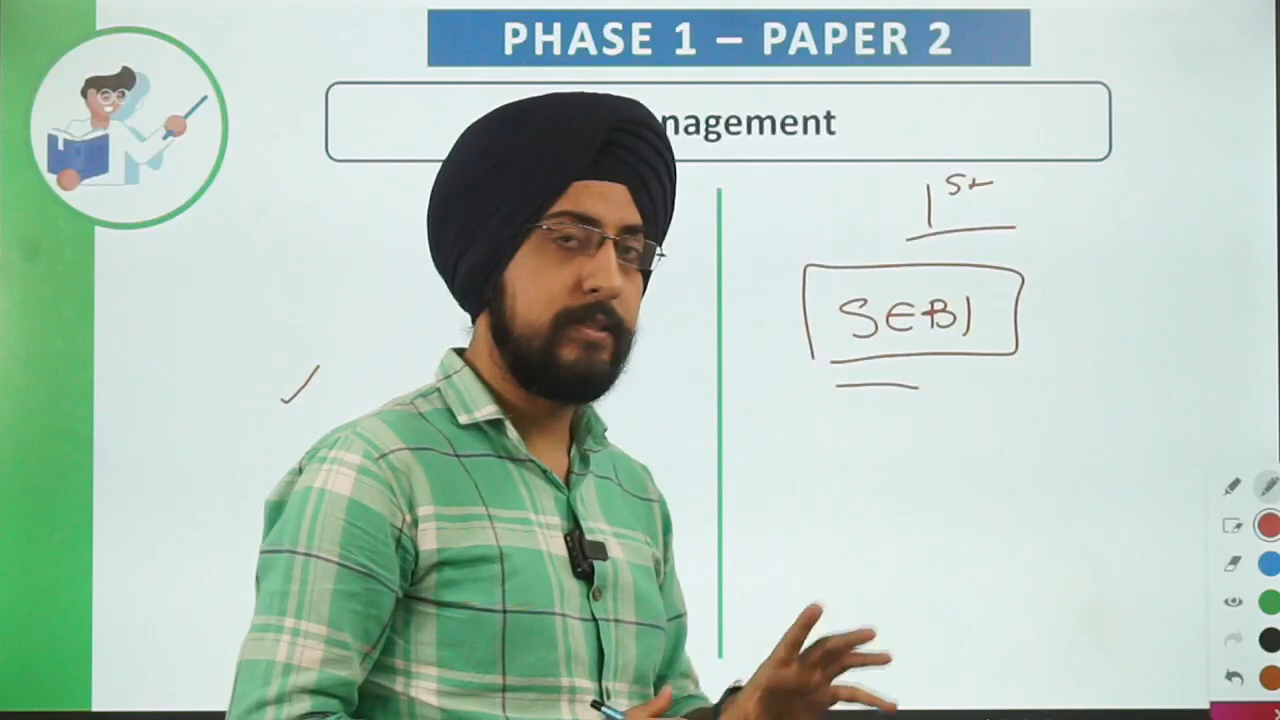 PHASE 1 – PAPER 2
nagement
1st
SEBI